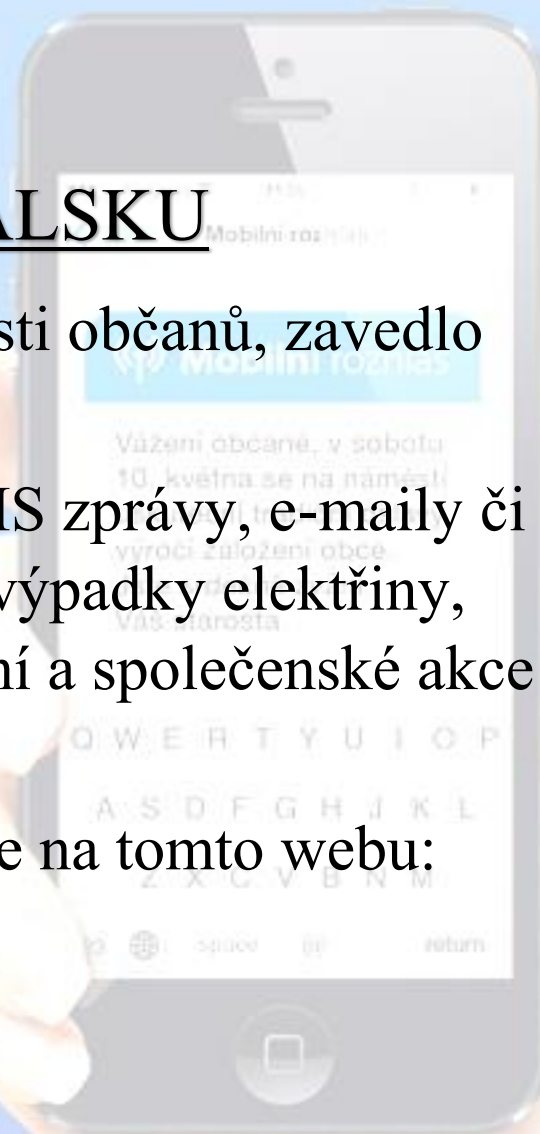 ALSKU
Mobilní roz
sti občanů, zavedlo
Mobilní rozhlas
Vážení občané, v sobotu
10. května se na náměstí
IS zprávy, e-maily či
výročí založení obce
výpadky elektřiny,
Váš starosta
ní a společenské akce
Q W E R T Y U I O P
A S D F G H J K L
e na tomto webu:
Z X C V B N M
space
return